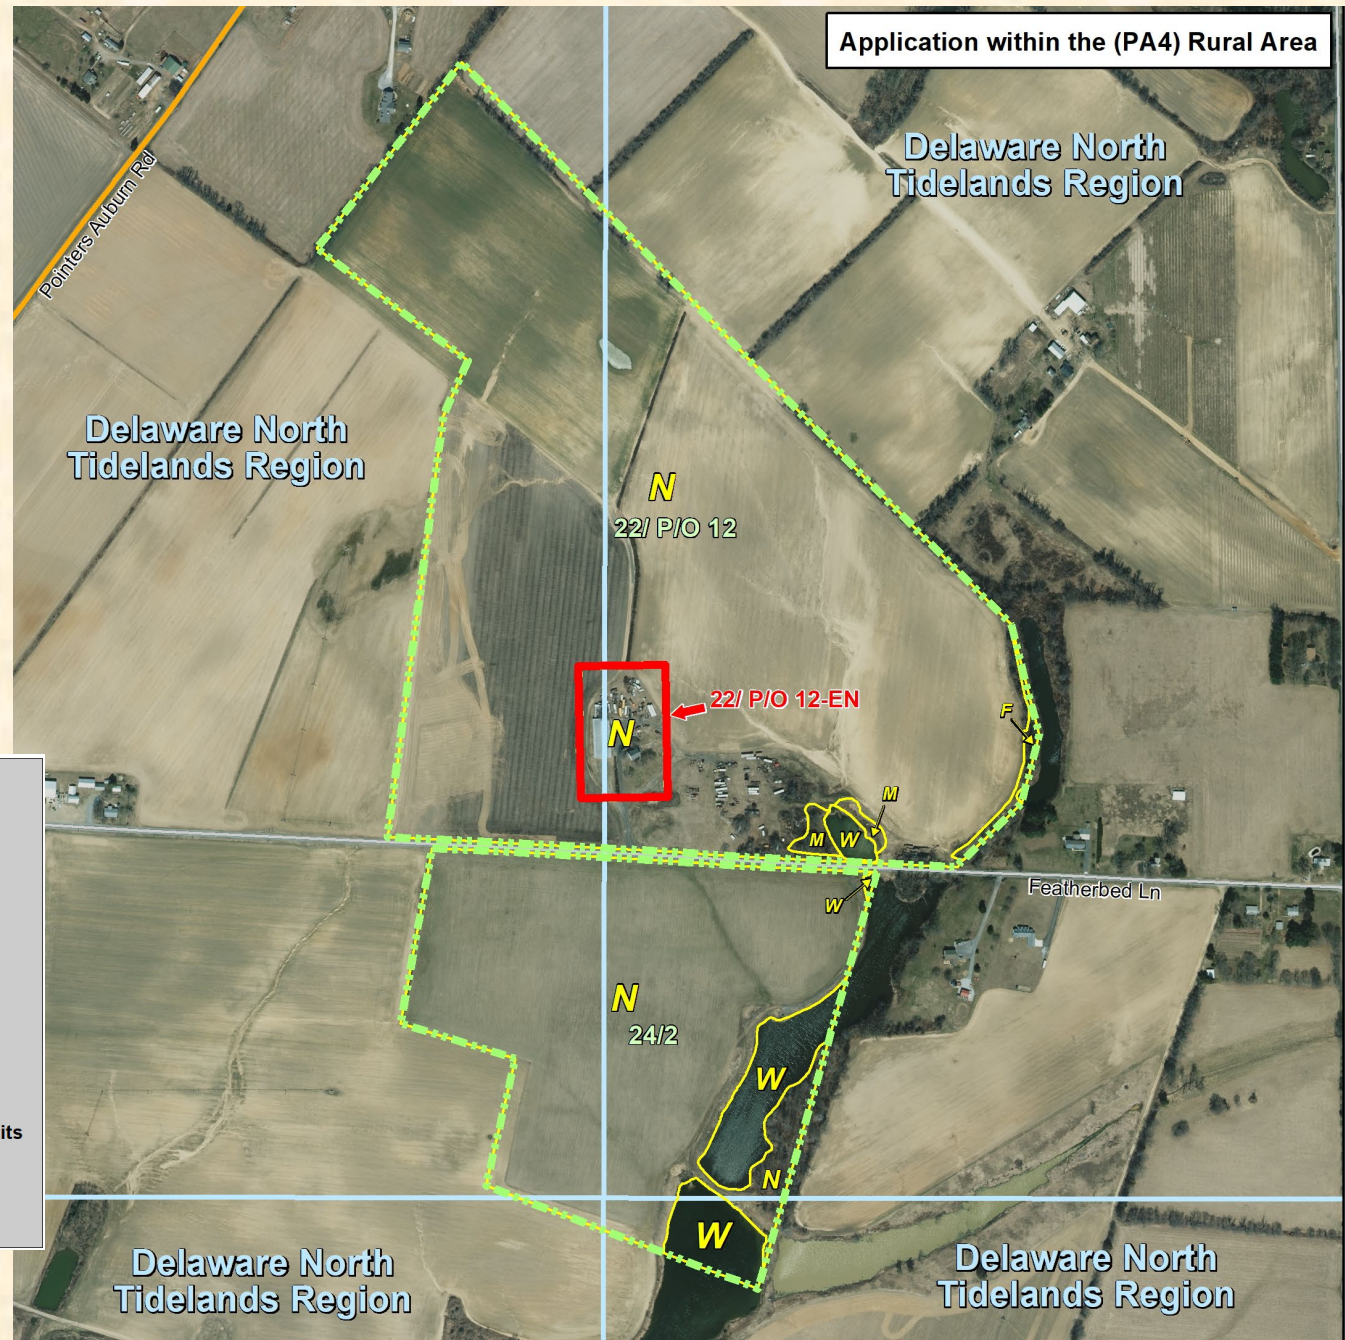 Application within the (PA4) Rural Area
Delaware North
Tidelands Region
Pointers Auburn Rd
Delaware North
Tidelands Region
N
22/ P/O 12
22/ P/O 12-EN
N
F
M
M
W
Featherbed Ln
W
N
24/2
W
its
N
W
Delaware North
Tidelands Region
Delaware North
Tidelands Region